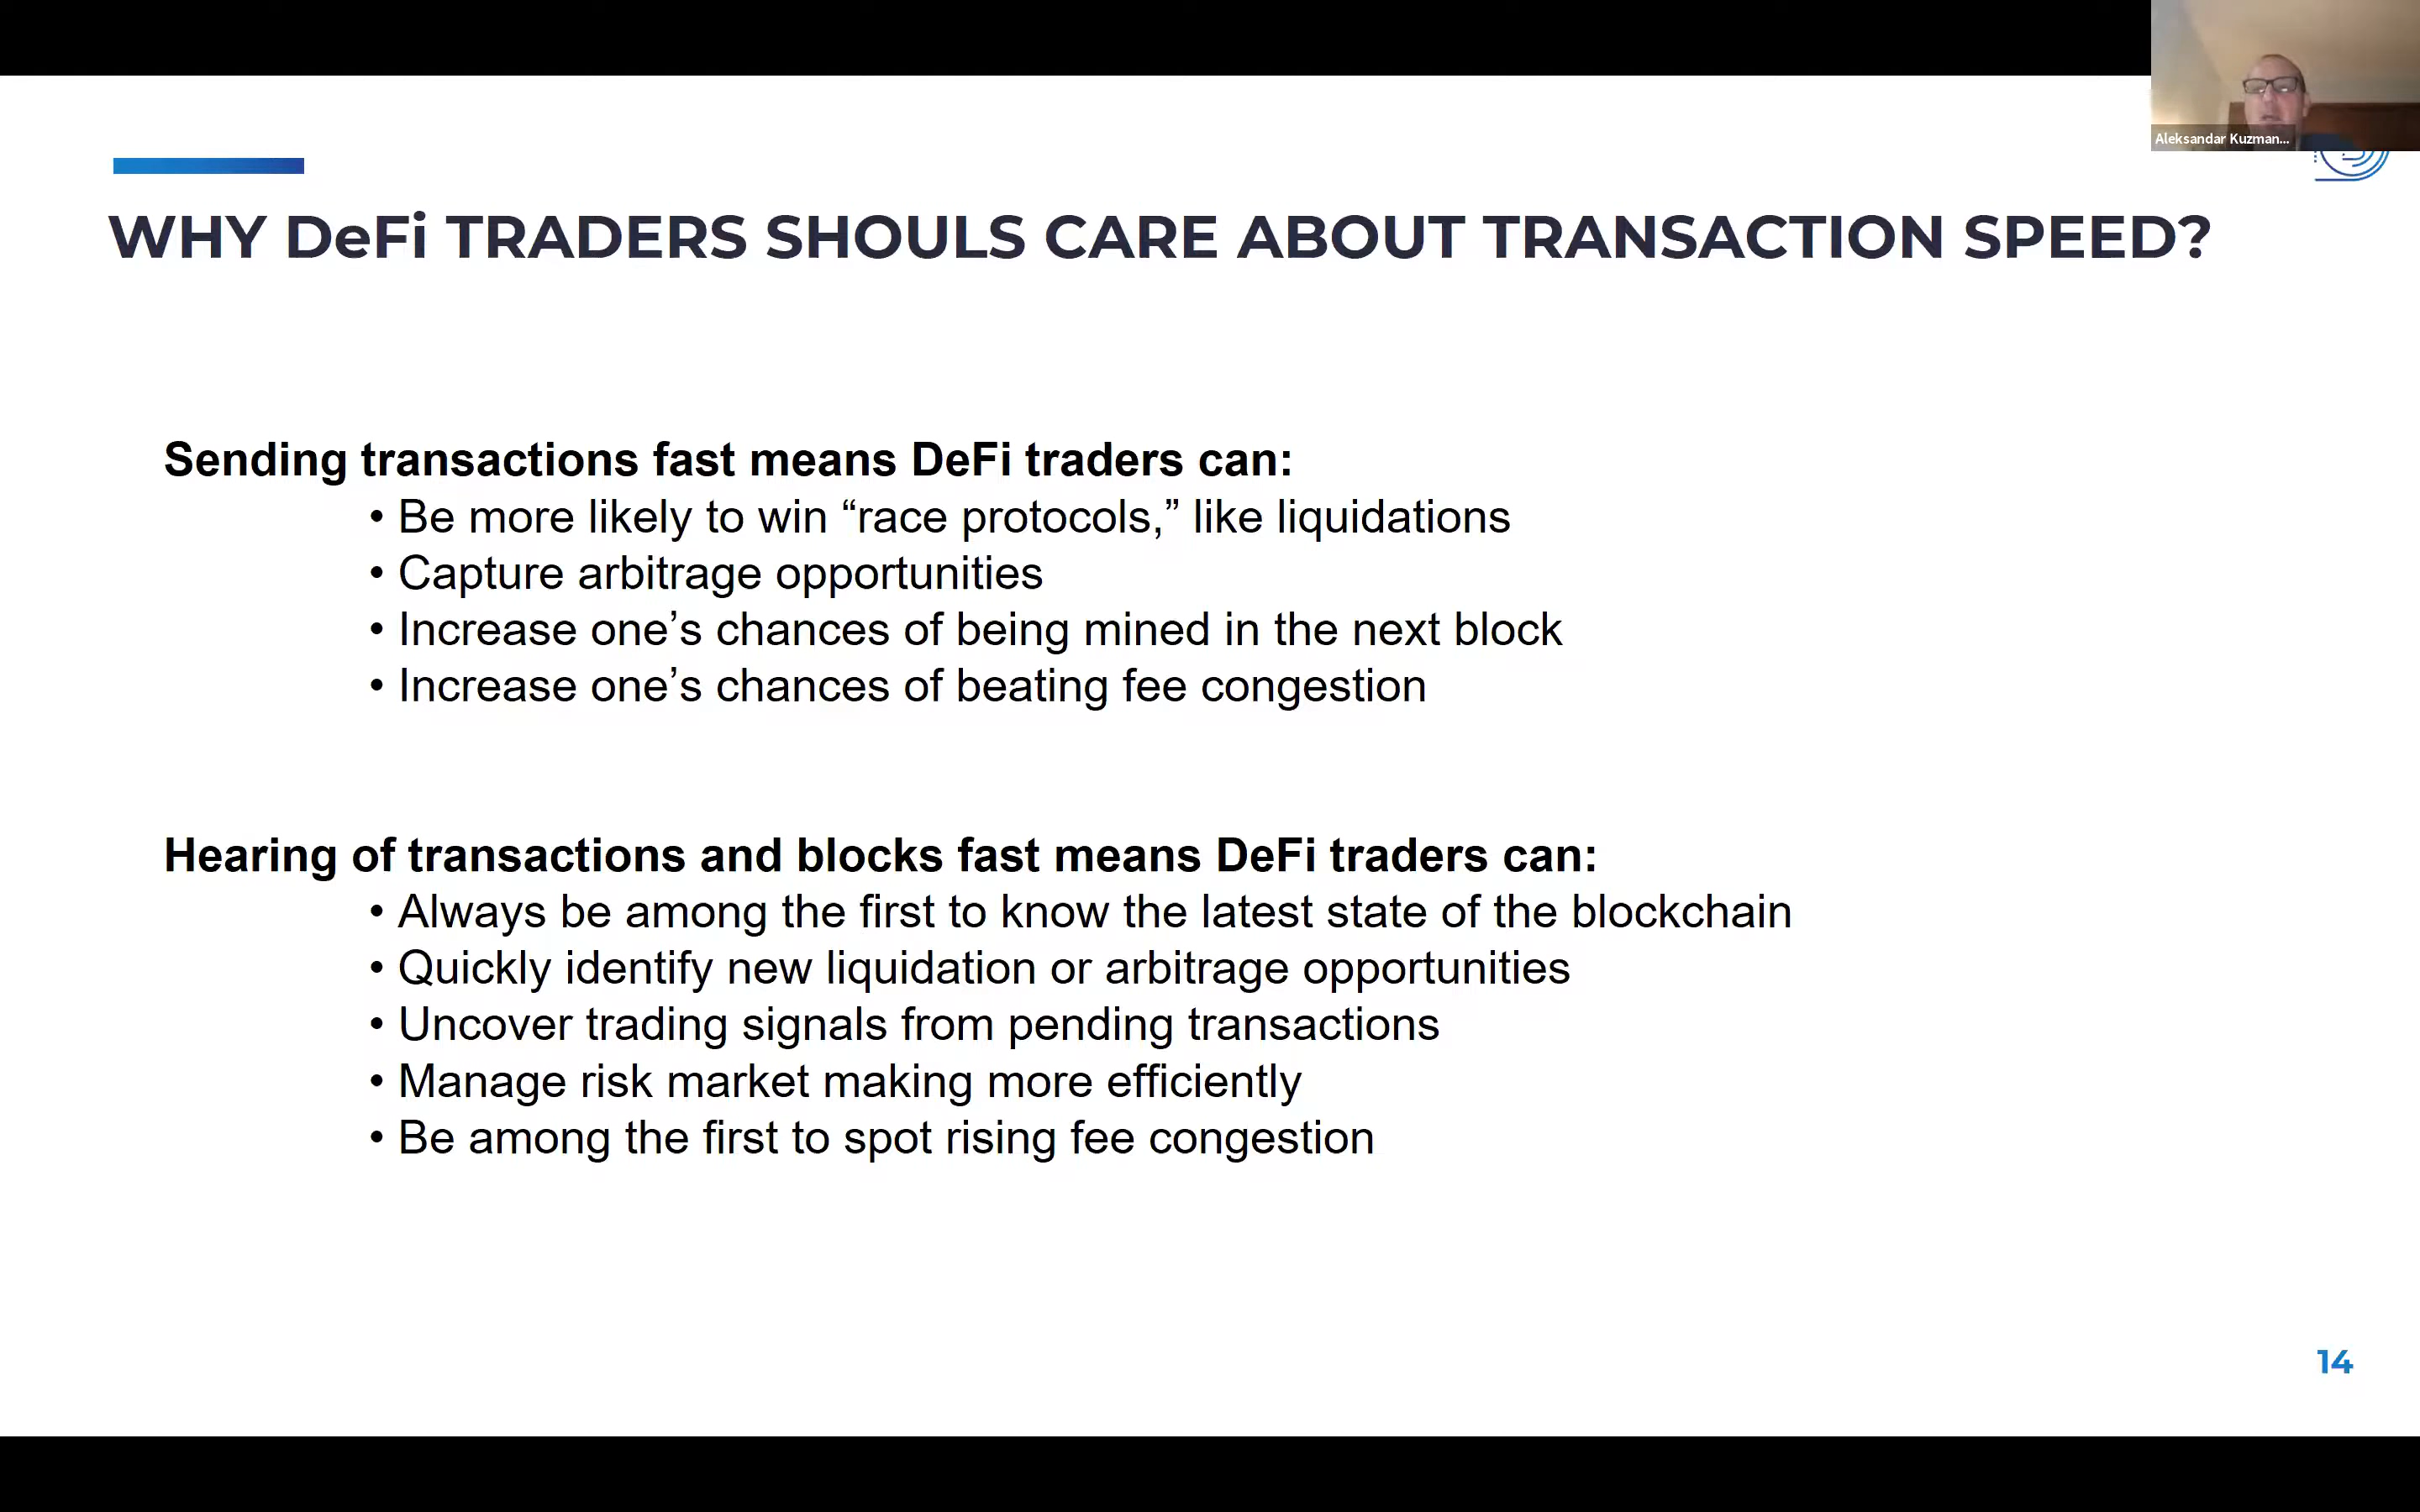 Aleksandar Kuzman...
WHY DeFi TRADERS SHOULS CARE ABOUT TRANSACTION SPEED?
Sending transactions fast means DeFi traders can:
• Be more likely to win “race protocols,” like liquidations
• Capture arbitrage opportunities
• Increase one’s chances of being mined in the next block
• Increase one’s chances of beating fee congestion
Hearing of transactions and blocks fast means DeFi traders can:
• Always be among the first to know the latest state of the blockchain
• Quickly identify new liquidation or arbitrage opportunities
• Uncover trading signals from pending transactions
• Manage risk market making more efficiently
• Be among the first to spot rising fee congestion
14